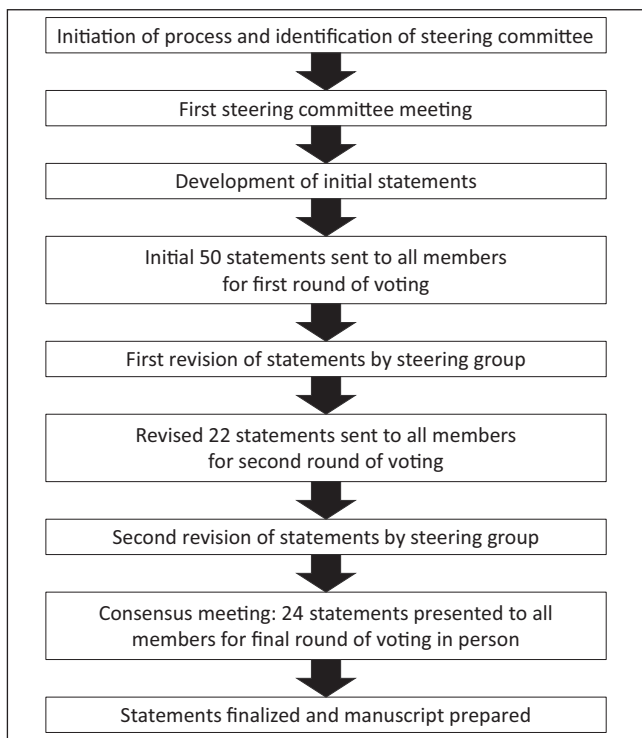 Initiation of process and identification of steering committee
First steering committee meeting
Development of initial statements
Initial 50 statements sent to all members
for first round of voting
First revision of statements by steering group
Revised 22 statements sent to all members
for second round of voting
Second revision of statements by steering group
Consensus meeting: 24 statements presented to all
members for final round of voting in person
Statements finalized and manuscript prepared